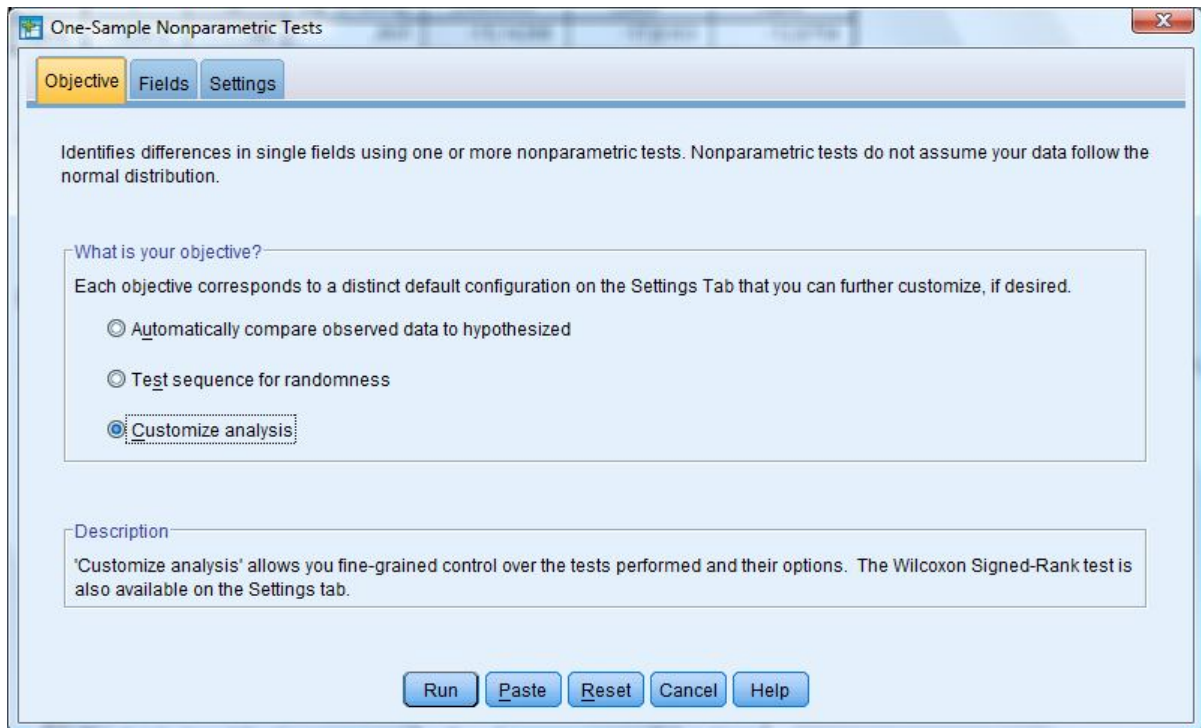 One-Sample Nonparametric Tests
Objective Fields Settings
Identifies differences in single fields using one or more nonparametric tests. Nonparametric tests do not assume your data follow the
normal distribution.
What is your objective?
Each objective corresponds to a distinct default configuration on the Settings Tab that you can further customize, if desired.
Automatically compare observed data to hypothesized
Test sequence for randomness
Customize analysis
Description
'Customize analysis' allows you fine-grained control over the tests performed and their options. The Wilcoxon Signed-Rank test is
also available on the Settings tab.
Run Paste Reset Cancel Help